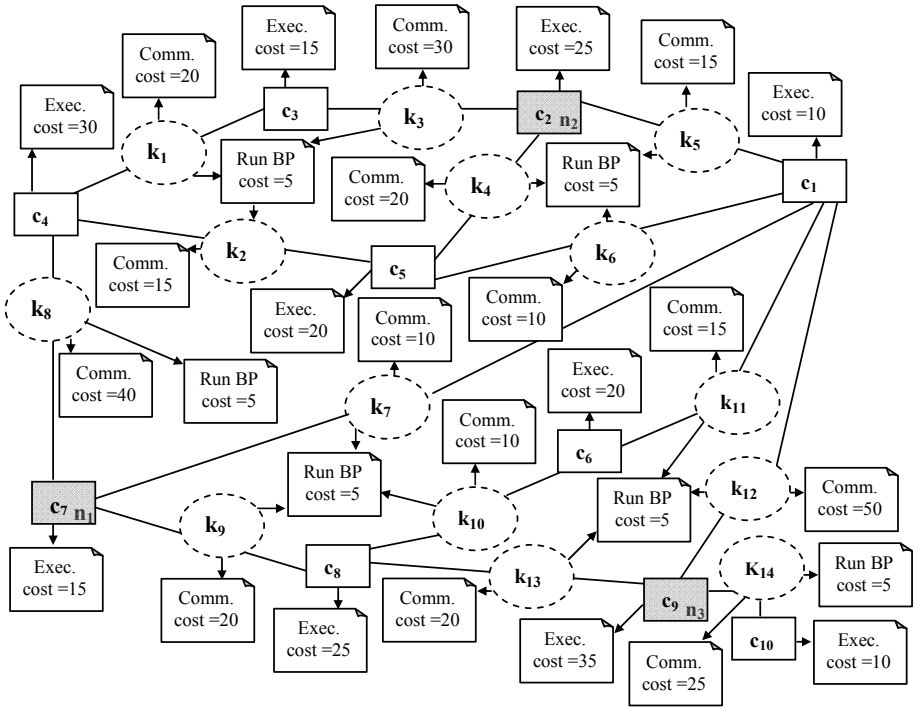 Exec.
cost =15
Comm.
cost =30
Exec.
cost =25
Comm.
cost =15
Comm.
cost =20
Exec.
cost =10
Exec.
cost =30
c3
k3
c2 n2
k5
k1
Run BP
cost =5
Comm.
cost =20
k4
Run BP
cost =5
c1
c4
k2
k6
c5
Comm.
cost =15
Exec.
cost =20
Comm.
cost =10
k8
Comm.
cost =10
Comm.
cost =15
Comm.
cost =40
Run BP
cost =5
Exec.
cost =20
k7
k11
Comm.
cost =10
c6
Run BP
cost =5
Run BP
cost =5
k12
Comm.
cost =50
c7 n1
k9
k10
Exec.
cost =15
c8
k13
K14
Run BP
cost =5
Comm.
cost =20
Comm.
cost =20
c9 n3
Exec.
cost =25
Exec.
cost =35
Comm.
cost =25
c10
Exec.
cost =10